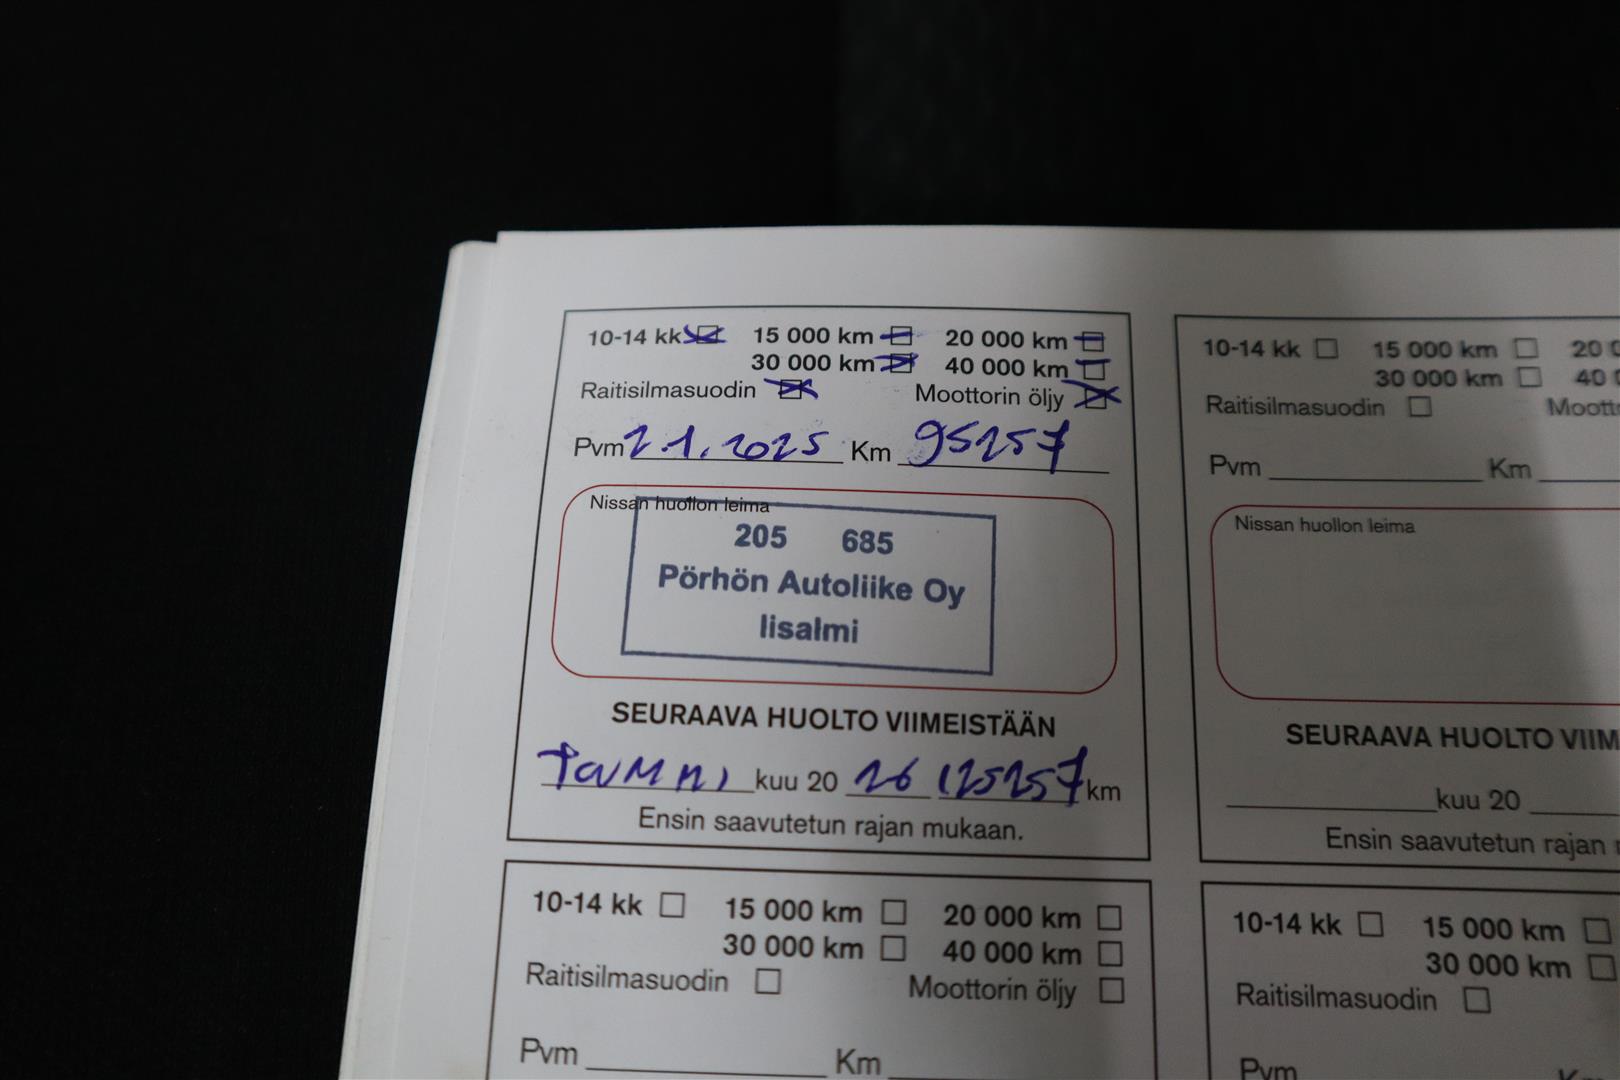 10-14 kk 15 000 km 20 000 km
30 000 km 40 000 km
Raitisilmasuodin Moottorin öljy
Pvm 2.1.2025 Km 95257
Nissan huollon leima
205 685
Pörhön Autoliike Oy
Iisalmi
SEURAAVA HUOLTO VIIMEISTÄÄN
Tammi kuu 20 26 125257 km
Ensin saavutetun rajan mukaan.
10-14 kk 15 000 km 20
30 000 km 40
Raitisilmasuodin Moott
Pvm Km
Nissan huollon leima
SEURAAVA HUOLTO VIIM
kuu 20
Ensin saavutetun rajan
10-14 kk 15 000 km 20 000 km
30 000 km 40 000 km
Raitisilmasuodin Moottorin öljy
Pvm Km
10-14 kk 15 000 km
30 000 km
Raitisilmasuodin
Pvm